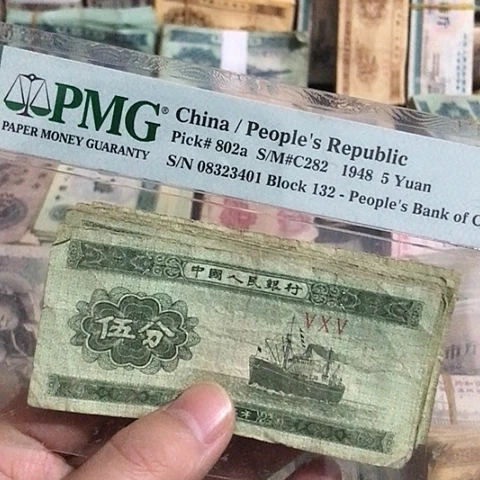 PMG®
PAPER MONEY GUARANTY
China / People's Republic
Pick# 802a S/M#C282 1948 5 Yuan
S/N 08323401 Block 132 - People's Bank of C
中國人民銀行
V X V
伍分